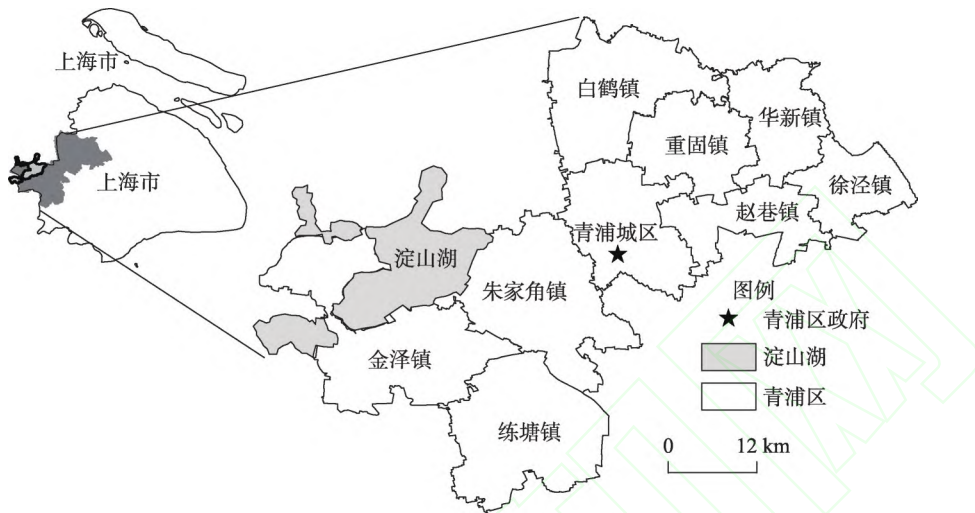 上海市
上海市
白鹤镇
华新镇
重固镇
徐泾镇
赵巷镇
青浦城区
淀山湖
朱家角镇
金泽镇
练塘镇
图例
青浦区政府
淀山湖
青浦区
0 12 km